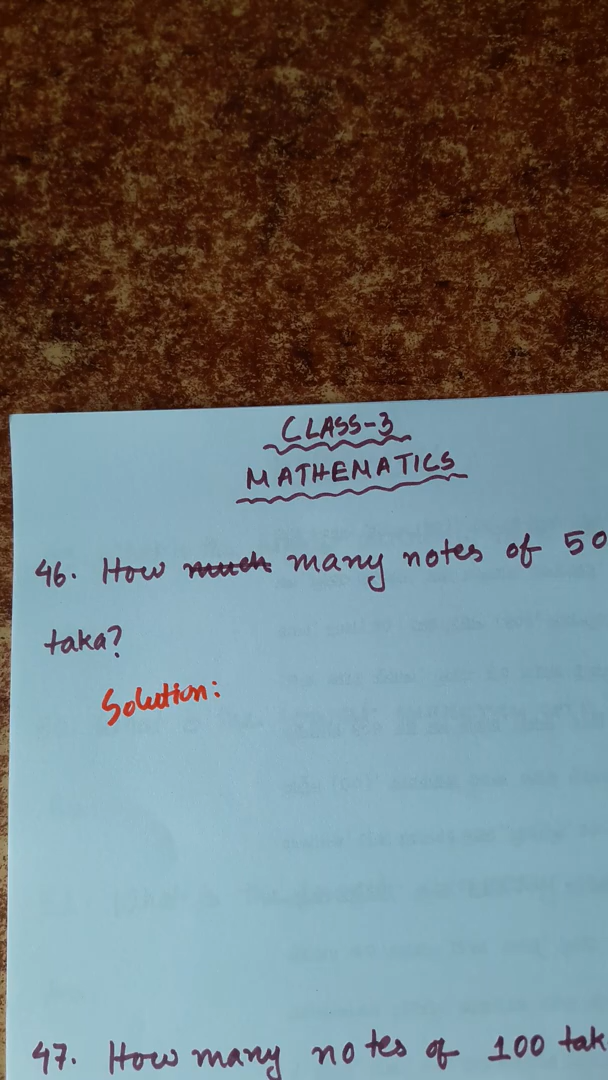 CLASS-3
MATHEMATICS
46. How much many notes of 50
taka?
Solution:
47. How many notes of 100 tak